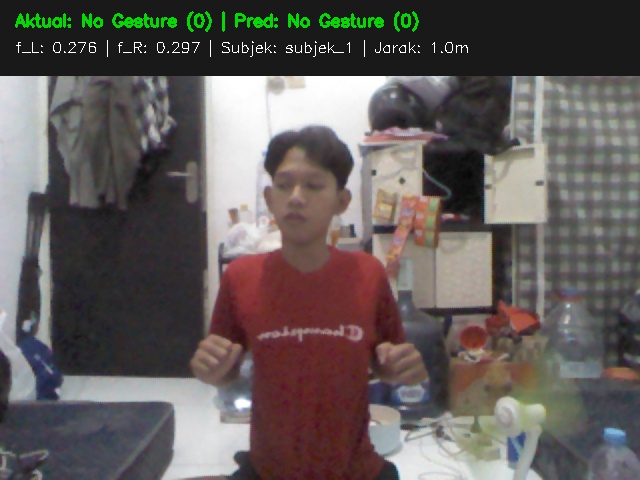 Aktual: No Gesture (0) | Pred: No Gesture (0)
f_L: 0.276 | f_R: 0.297 | Subjek: subjek_1 | Jarak: 1.0m
Champion